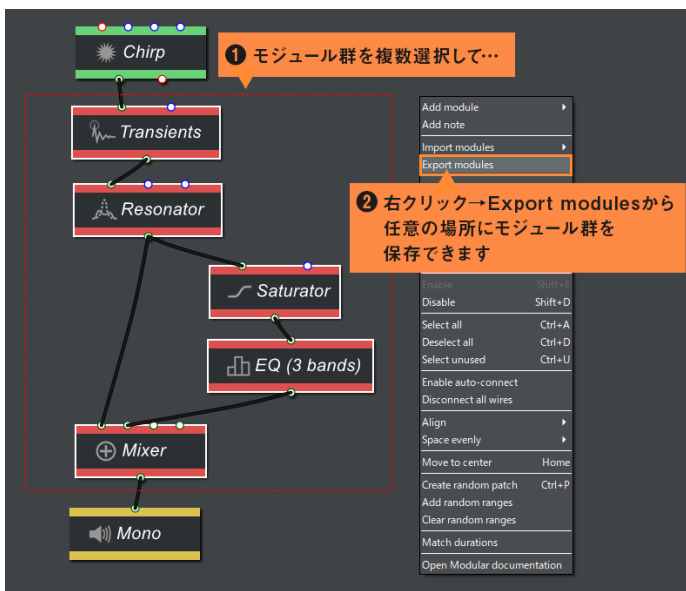 Chirp
❶ モジュール群を複数選択して…
Transients
Resonator
Saturator
EQ (3 bands)
Mixer
Mono
Add module
Add note
Import modules
Export modules
❷ 右クリック→Export modulesから
任意の場所にモジュール群を
保存できます
Enable Shift+E
Disable Shift+D
Select all Ctrl+A
Deselect all Ctrl+D
Select unused Ctrl+U
Enable auto-connect
Disconnect all wires
Align
Space evenly
Move to center Home
Create random patch Ctrl+P
Add random ranges
Clear random ranges
Match durations
Open Modular documentation